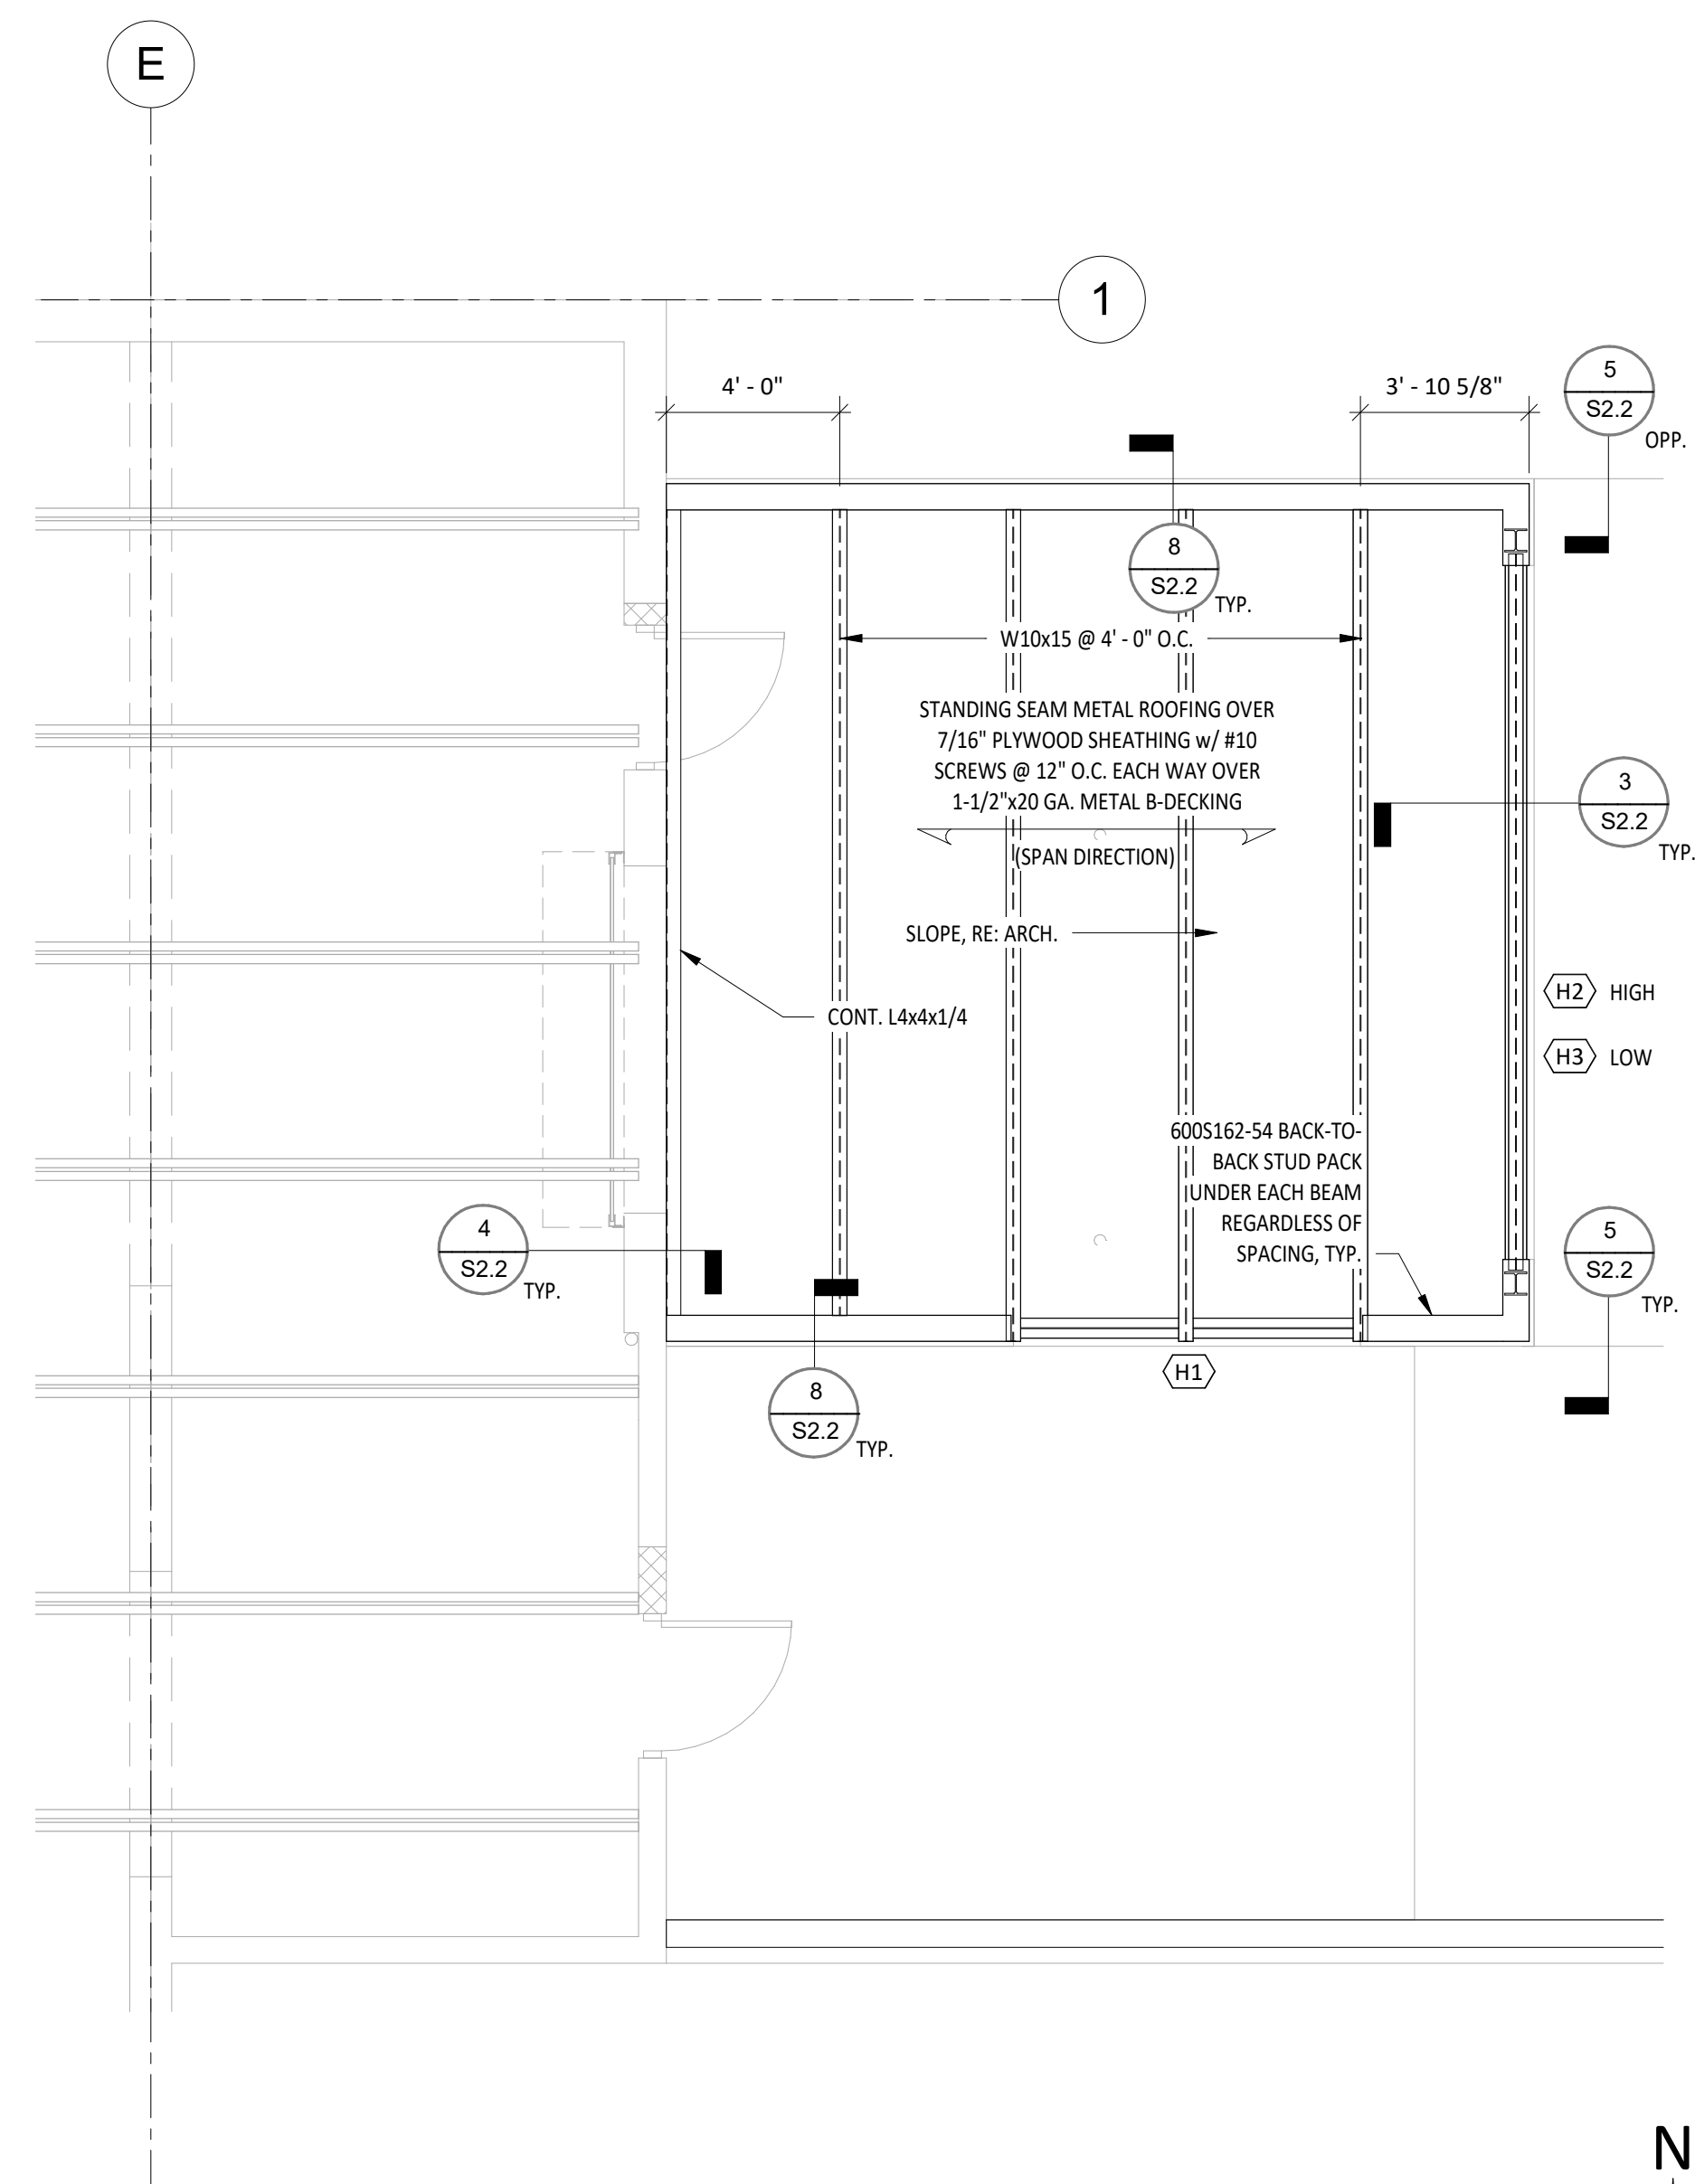 E
1
4' - 0"
3' - 10 5/8"
5
S2.2
OPP.
8
S2.2
TYP.
W10x15 @ 4' - 0" O.C.
STANDING SEAM METAL ROOFING OVER
7/16" PLYWOOD SHEATHING w/ #10
SCREWS @ 12" O.C. EACH WAY OVER
1-1/2"x20 GA. METAL B-DECKING
(SPAN DIRECTION)
3
S2.2
TYP.
SLOPE, RE: ARCH.
CONT. L4x4x1/4
H2 HIGH
H3 LOW
600S162-54 BACK-TO-
BACK STUD PACK
UNDER EACH BEAM
REGARDLESS OF
SPACING, TYP.
4
S2.2
TYP.
5
S2.2
TYP.
H1
8
S2.2
TYP.
N